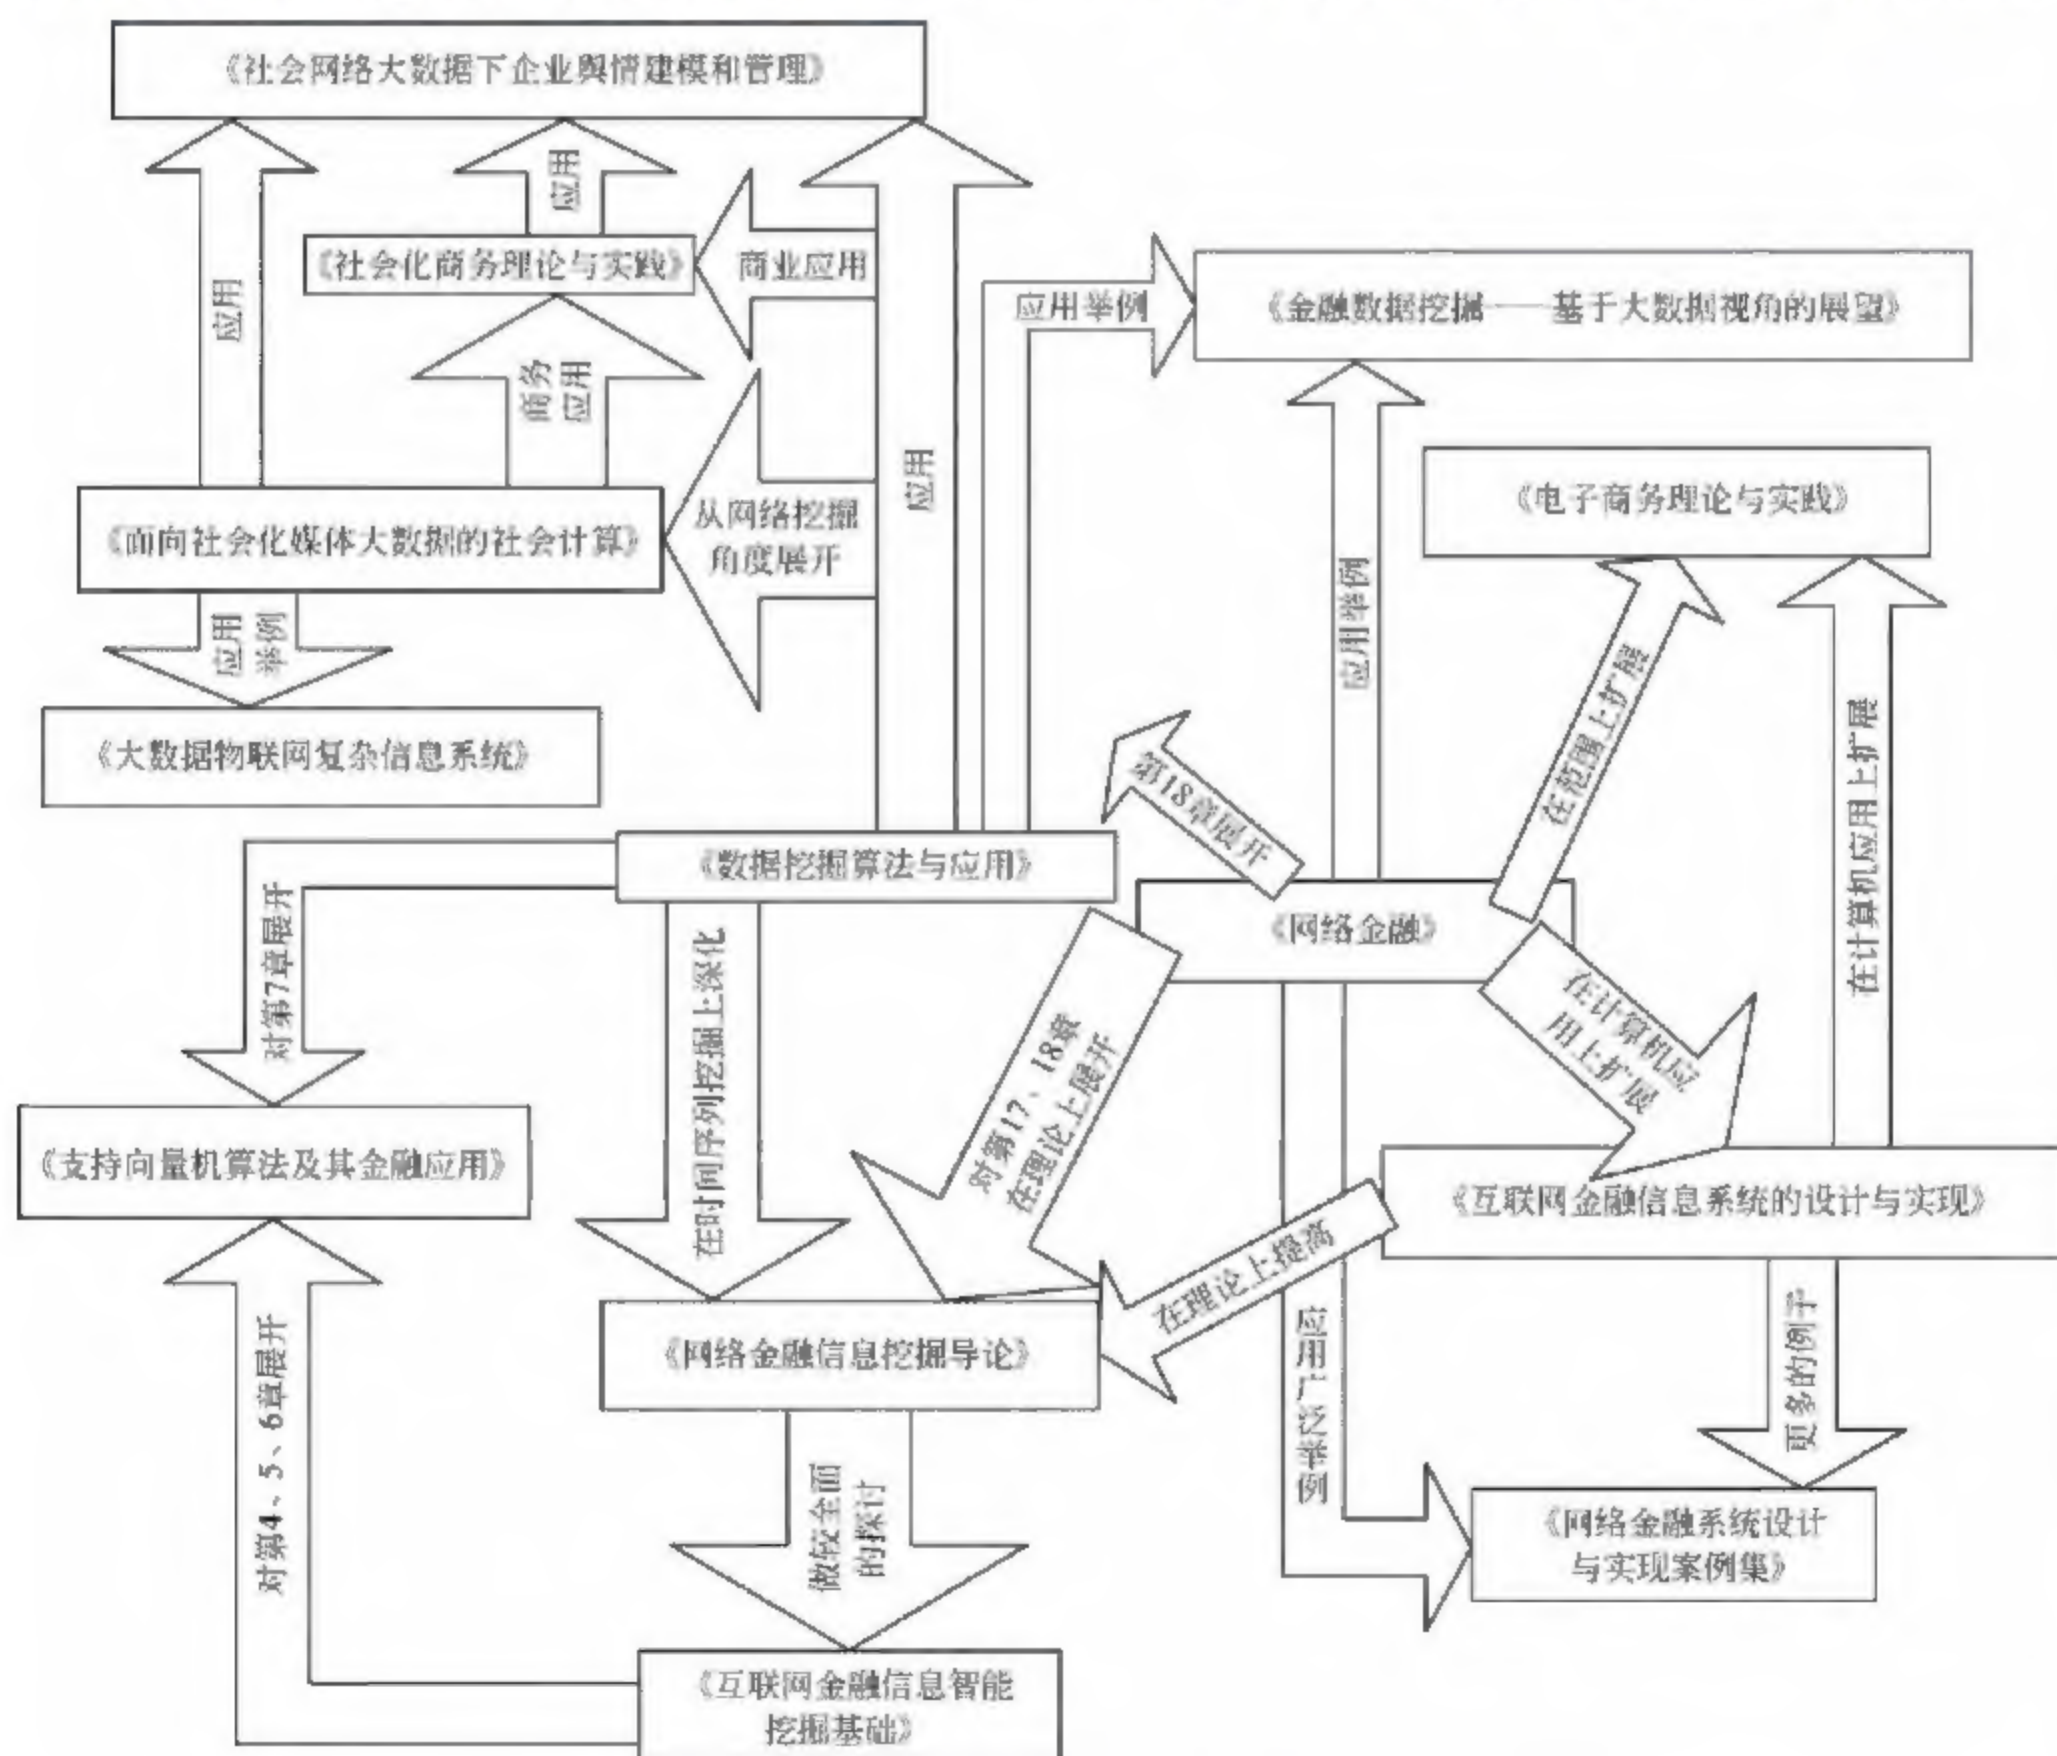 《社会网络大数据下企业舆情建模和管理》
应用
应用
《社会化商务理论与实践》
商业应用
应用
商务
应用
应用举例
《金融数据挖掘——基于大数据视角的展望》
《电子商务理论与实践》
《面向社会化媒体大数据的社会计算》
从网络挖掘
角度展开
应用
应用
举例
应用举例
在范围上扩展
在计算机应用上扩展
《大数据物联网复杂信息系统》
第18章展开
《数据挖掘算法与应用》
《网络金融》
对第7章展开
在时间序列挖掘上深化
对第17、18章
在理论上展开
在计算机应
用上扩展
《支持向量机算法及其金融应用》
《互联网金融信息系统的设计与实现》
在理论上提高
《网络金融信息挖掘导论》
应用广泛举例
更多的例子
对第4、5、6章展开
做较全面
的探讨
《网络金融系统设计
与实现案例集》
《互联网金融信息智能
挖掘基础》